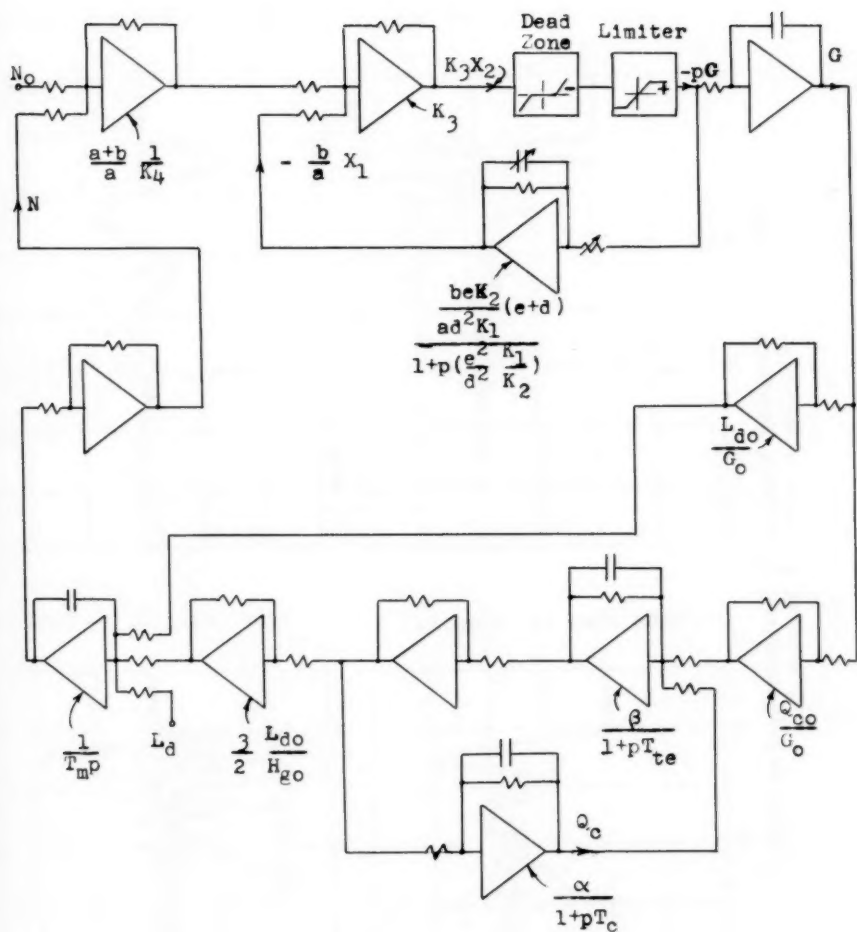 Dead
Zone
Limiter
N₀
K₃X₂
-pG
G
K₃
a+b/a 1/K₄
- b/a X₁
N
beK₂/ad²K₁ (e+d)
1+p(e²/d² K₁/K₂)
L_do/G_o
1/T_mp
L_d
3/2 L_do/H_go
β/1+pT_te
Q_co/G_o
Q_c
α/1+pT_c